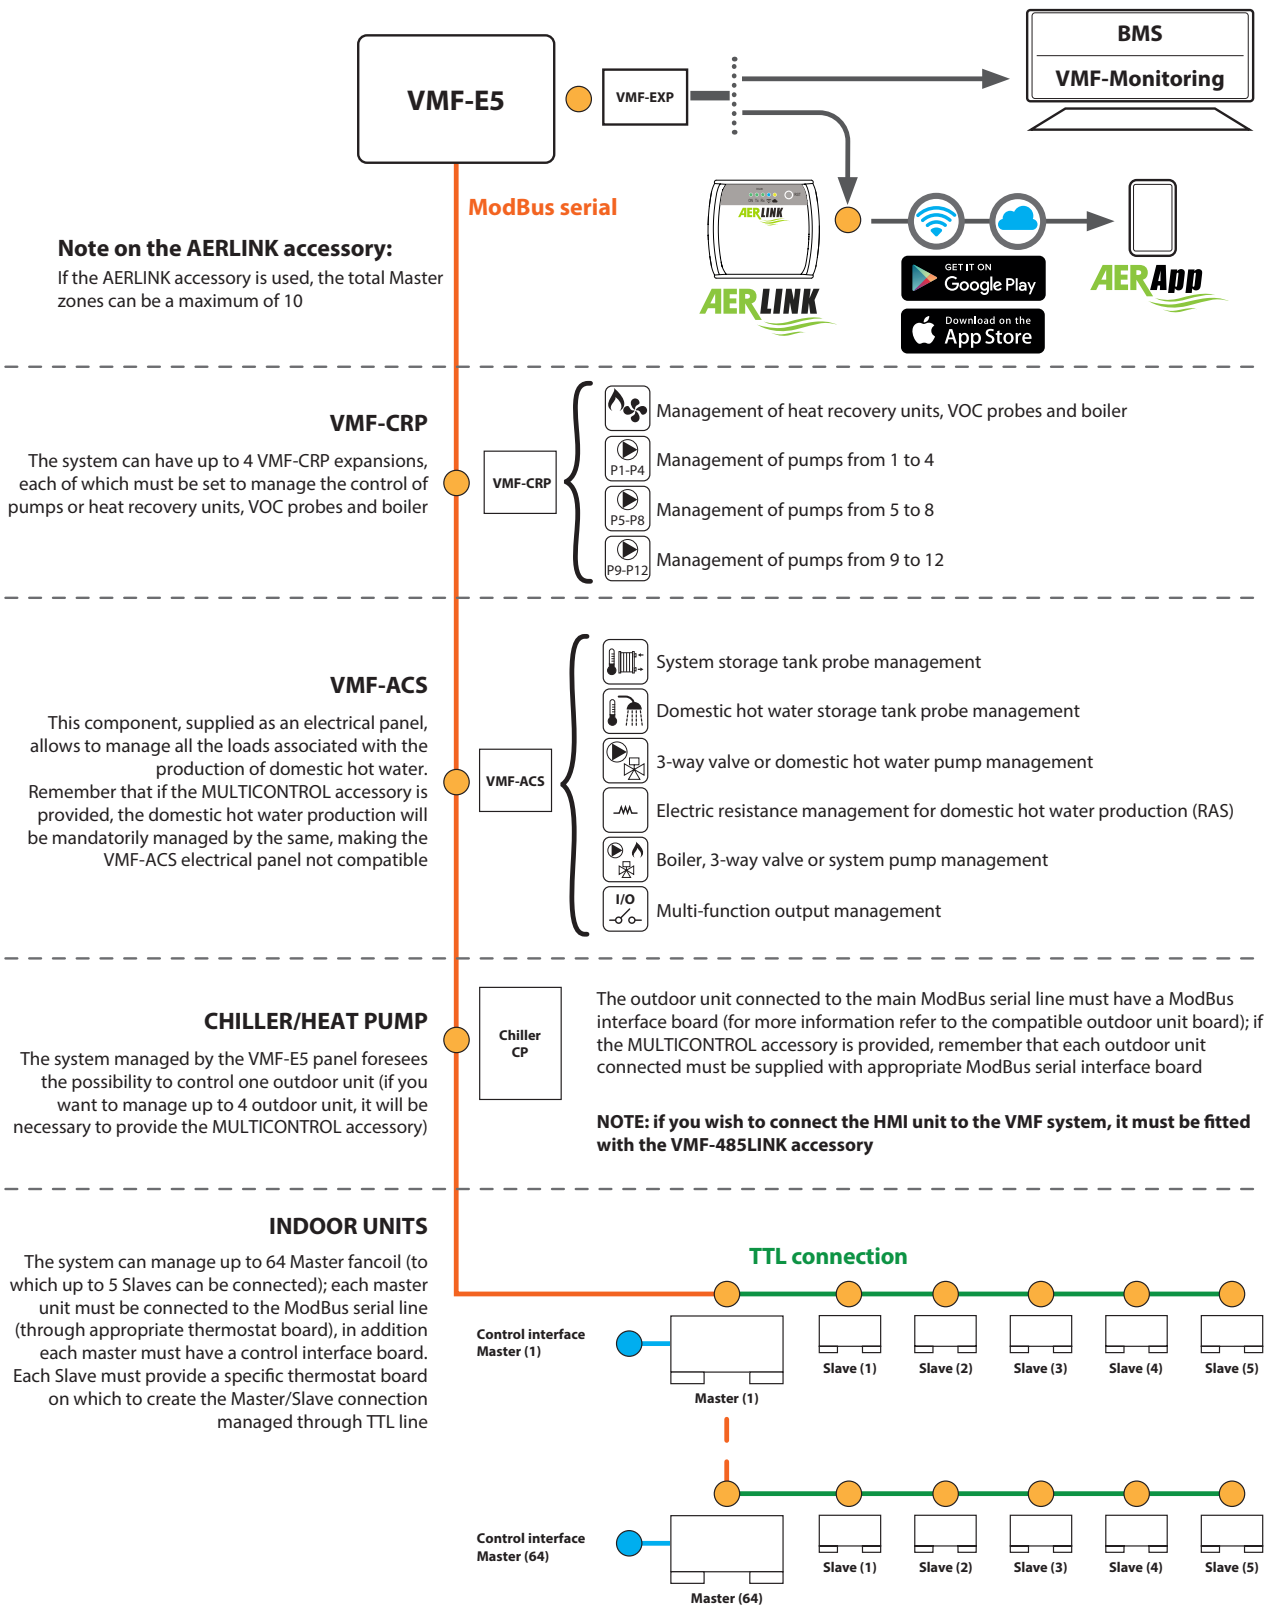 BMS
VMF-Monitoring
VMF-E5
VMF-EXP
ModBus serial
AERLINK
AERLINK
GET IT ON
Google Play
Download on the
App Store
AERApp
Note on the AERLINK accessory:
If the AERLINK accessory is used, the total Master
zones can be a maximum of 10
VMF-CRP
The system can have up to 4 VMF-CRP expansions,
each of which must be set to manage the control of
pumps or heat recovery units, VOC probes and boiler
VMF-CRP
Management of heat recovery units, VOC probes and boiler
P1-P4
Management of pumps from 1 to 4
P5-P8
Management of pumps from 5 to 8
P9-P12
Management of pumps from 9 to 12
VMF-ACS
This component, supplied as an electrical panel,
allows to manage all the loads associated with the
production of domestic hot water.
Remember that if the MULTICONTROL accessory is
provided, the domestic hot water production will
be mandatorily managed by the same, making the
VMF-ACS electrical panel not compatible
VMF-ACS
System storage tank probe management
Domestic hot water storage tank probe management
3-way valve or domestic hot water pump management
Electric resistance management for domestic hot water production (RAS)
Boiler, 3-way valve or system pump management
I/O
Multi-function output management
CHILLER/HEAT PUMP
The system managed by the VMF-E5 panel foresees
the possibility to control one outdoor unit (if you
want to manage up to 4 outdoor unit, it will be
necessary to provide the MULTICONTROL accessory)
Chiller
CP
The outdoor unit connected to the main ModBus serial line must have a ModBus
interface board (for more information refer to the compatible outdoor unit board); if
the MULTICONTROL accessory is provided, remember that each outdoor unit
connected must be supplied with appropriate ModBus serial interface board
NOTE: if you wish to connect the HMI unit to the VMF system, it must be fitted
with the VMF-485LINK accessory
INDOOR UNITS
The system can manage up to 64 Master fancoil (to
which up to 5 Slaves can be connected); each master
unit must be connected to the ModBus serial line
(through appropriate thermostat board), in addition
each master must have a control interface board.
Each Slave must provide a specific thermostat board
on which to create the Master/Slave connection
managed through TTL line
TTL connection
Control interface
Master (1)
Master (1)
Slave (1)
Slave (2)
Slave (3)
Slave (4)
Slave (5)
Control interface
Master (64)
Master (64)
Slave (1)
Slave (2)
Slave (3)
Slave (4)
Slave (5)